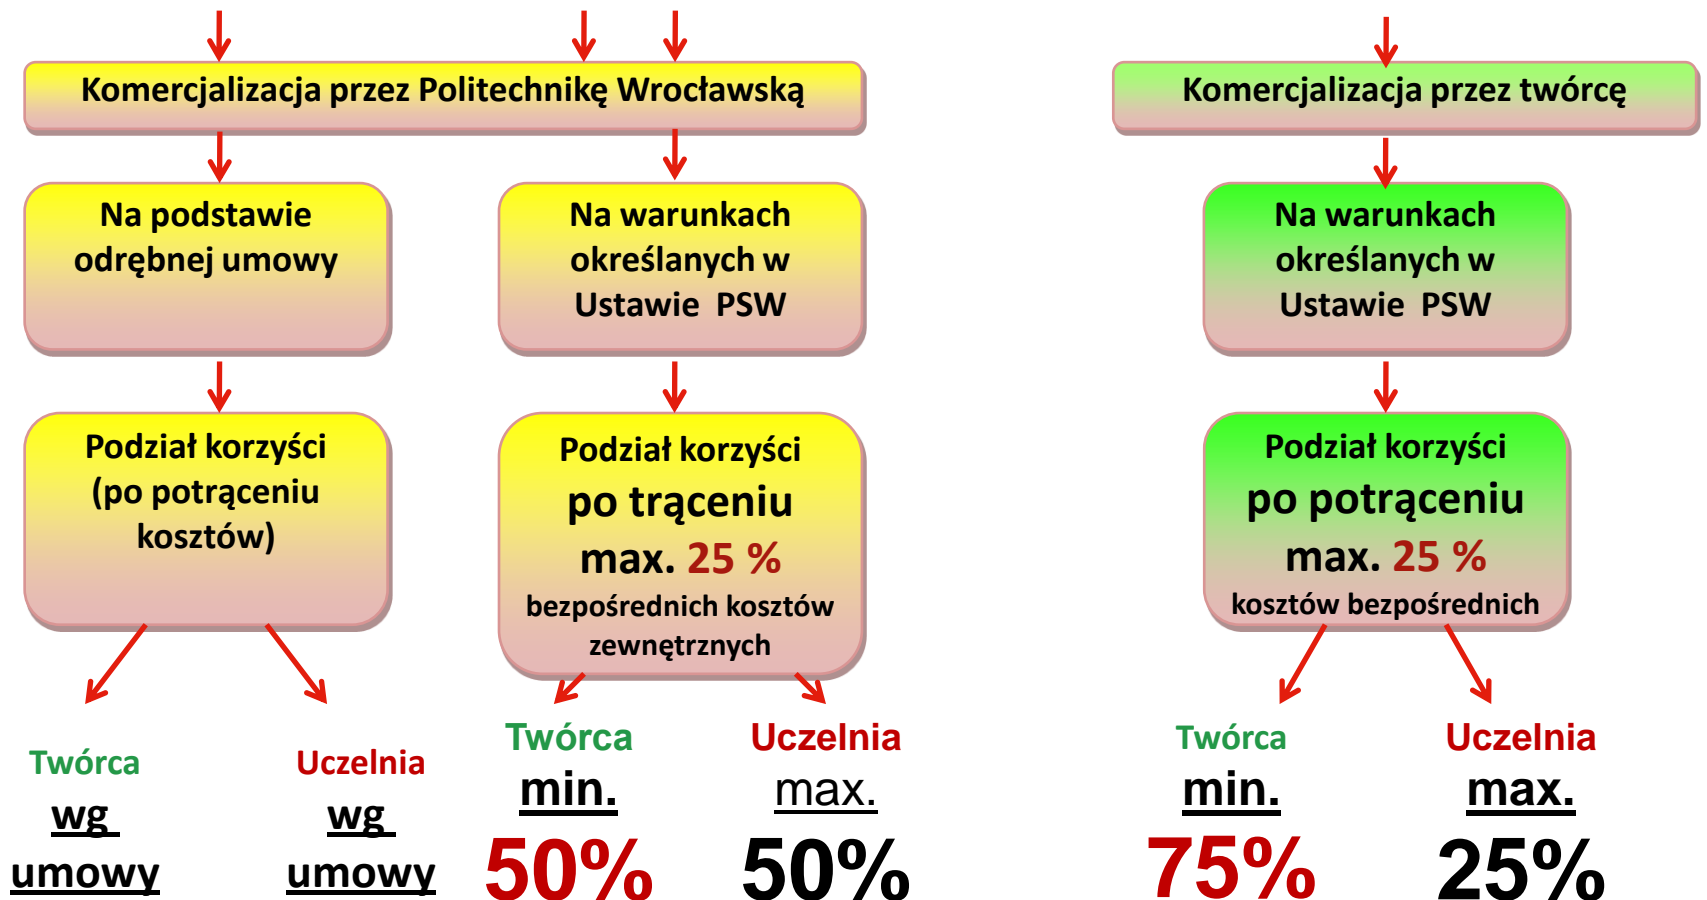 Komercjalizacja przez Politechnikę Wrocławską
Komercjalizacja przez twórcę
Na podstawie
odrębnej umowy
Na warunkach
określanych w
Ustawie PSW
Na warunkach
określanych w
Ustawie PSW
Podział korzyści
(po potrąceniu
kosztów)
Podział korzyści
po trąceniu
max. 25 %
bezpośrednich kosztów
zewnętrznych
Podział korzyści
po potrąceniu
max. 25 %
kosztów bezpośrednich
Twórca
wg
umowy
Uczelnia
wg
umowy
Twórca
min.
50%
Uczelnia
max.
50%
Twórca
min.
75%
Uczelnia
max.
25%